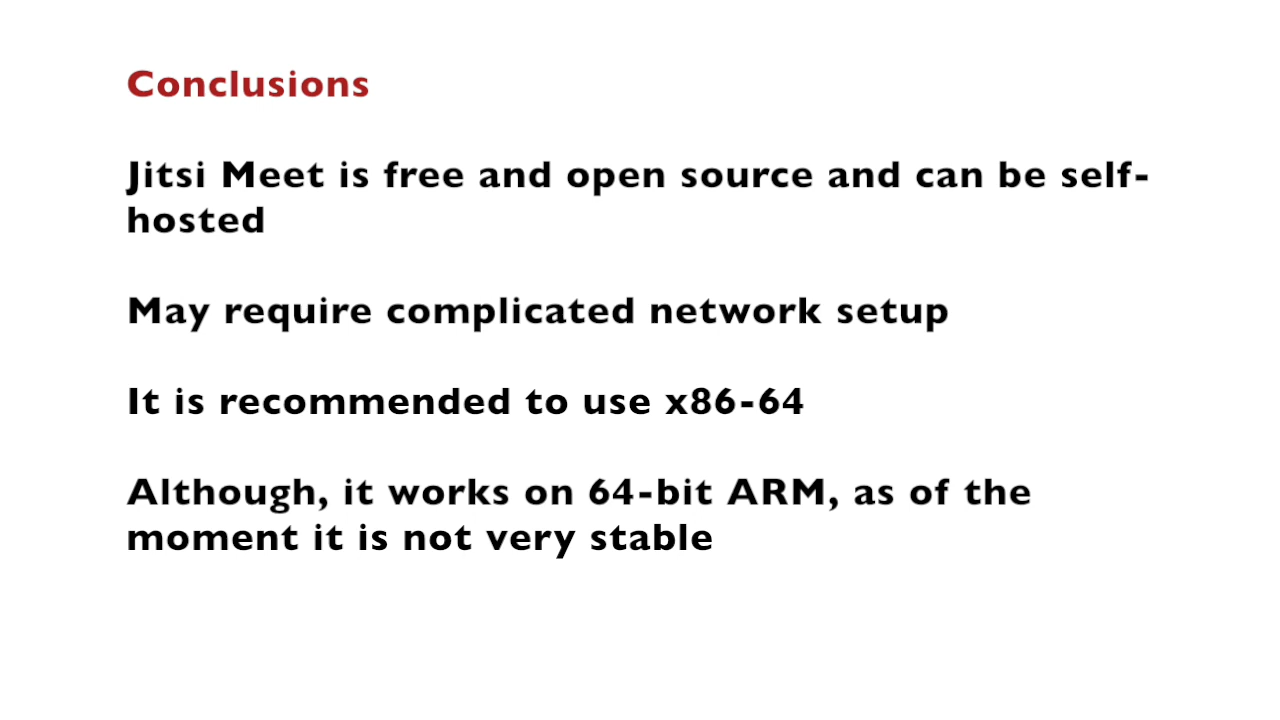 Conclusions
Jitsi Meet is free and open source and can be self-
hosted
May require complicated network setup
It is recommended to use x86-64
Although, it works on 64-bit ARM, as of the
moment it is not very stable